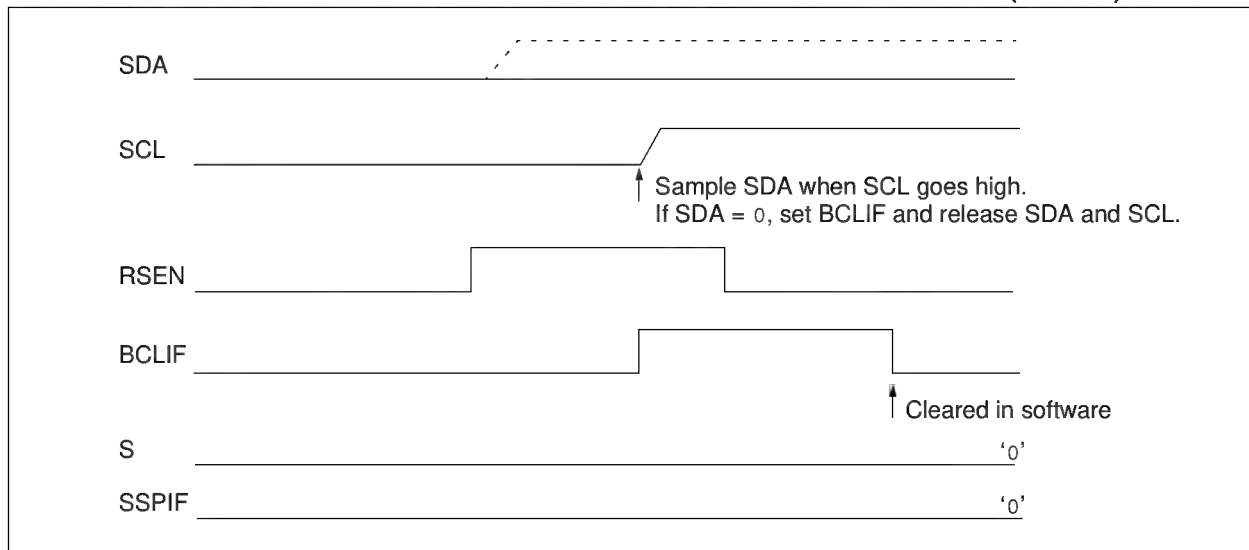 SDA
SCL
Sample SDA when SCL goes high.
If SDA = 0, set BCLIF and release SDA and SCL.
RSEN
BCLIF
Cleared in software
S
‘0’
SSPIF
‘0’